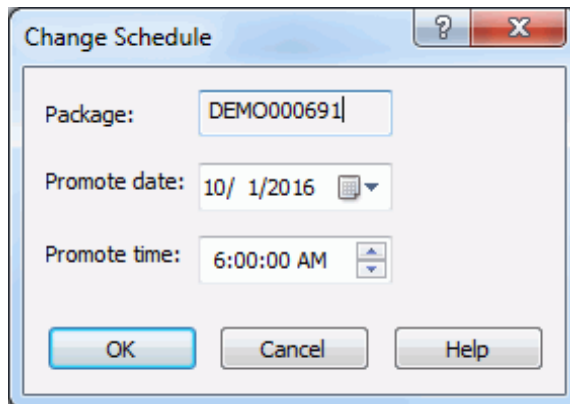 Change Schedule
?
Package: DEMO000691
Promote date: 10/ 1/2016
Promote time: 6:00:00 AM
OK Cancel Help